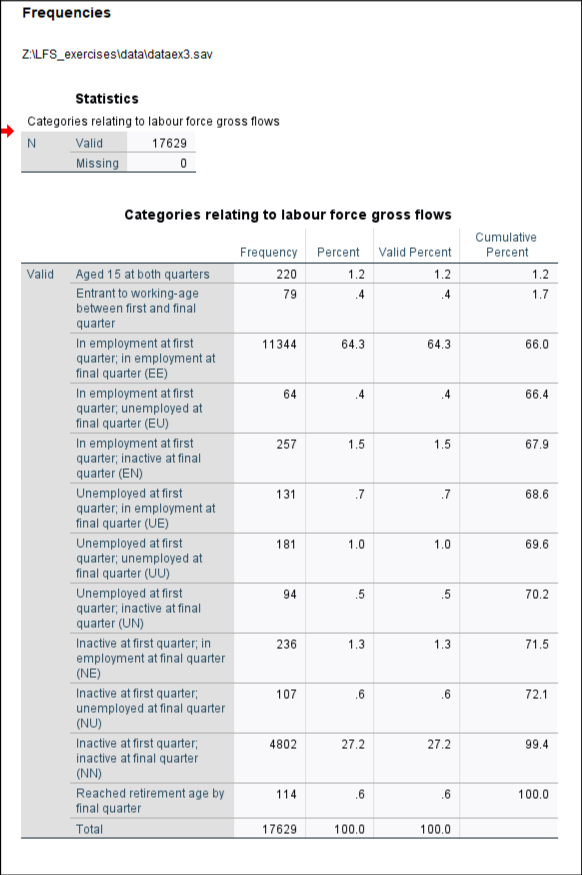 Frequencies
Z:\LFS_exercises\data\dataex3.sav
Statistics
Categories relating to labour force gross flows
N Valid 17629
Missing 0
Categories relating to labour force gross flows
Cumulative
Frequency Percent Valid Percent Percent
Valid Aged 15 at both quarters 220 1.2 1.2 1.2
Entrant to working-age 79 .4 .4 1.7
between first and final
quarter
In employment at first 11344 64.3 64.3 66.0
quarter; in employment at
final quarter (EE)
In employment at first 64 .4 .4 66.4
quarter; unemployed at
final quarter (EU)
In employment at first 257 1.5 1.5 67.9
quarter; inactive at final
quarter (EN)
Unemployed at first 131 .7 .7 68.6
quarter; in employment at
final quarter (UE)
Unemployed at first 181 1.0 1.0 69.6
quarter; unemployed at
final quarter (UU)
Unemployed at first 94 .5 .5 70.2
quarter; inactive at final
quarter (UN)
Inactive at first quarter; in 236 1.3 1.3 71.5
employment at final quarter
(NE)
Inactive at first quarter; 107 .6 .6 72.1
unemployed at final quarter
(NU)
Inactive at first quarter; 4802 27.2 27.2 99.4
inactive at final quarter
(NN)
Reached retirement age by 114 .6 .6 100.0
final quarter
Total 17629 100.0 100.0